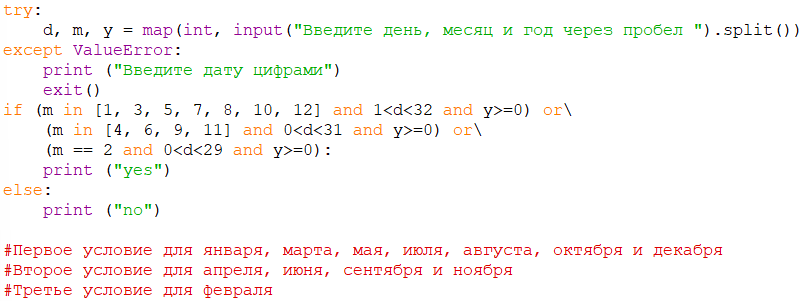 try:
    d, m, y = map(int, input("Введите день, месяц и год через пробел ").split())
except ValueError:
    print ("Введите дату цифрами")
    exit()
if (m in [1, 3, 5, 7, 8, 10, 12] and 1<d<32 and y>=0) or\
    (m in [4, 6, 9, 11] and 0<d<31 and y>=0) or\
    (m == 2 and 0<d<29 and y>=0):
    print ("yes")
else:
    print ("no")

#Первое условие для января, марта, мая, июля, августа, октября и декабря
#Второе условие для апреля, июня, сентября и ноября
#Третье условие для февраля